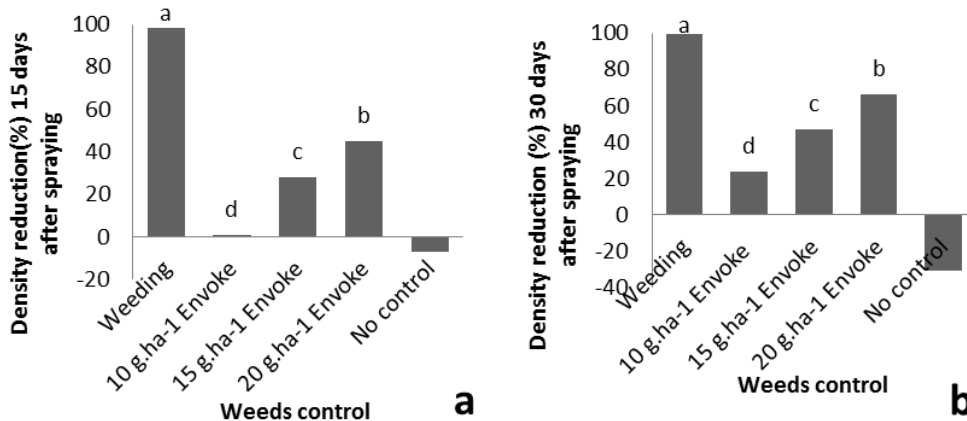 Density reduction(%) 15 days
after spraying
100
80
60
40
20
0
-20
a
d
c
b
Weeding
10 g.ha-1 Envoke
15 g.ha-1 Envoke
20 g.ha-1 Envoke
No control
Weeds control
a
Density reduction (%) 30 days
after spraying
100
80
60
40
20
0
-20
-40
a
d
c
b
Weeding
10 g.ha-1 Envoke
15 g.ha-1 Envoke
20 g.ha-1 Envoke
No control
Weeds control
b